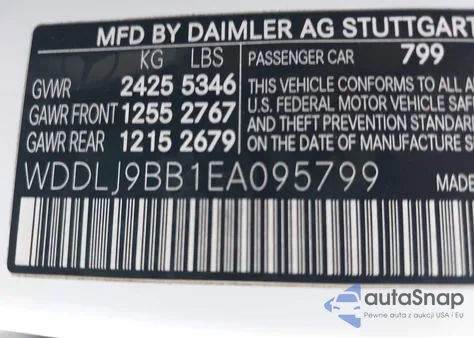 MFD BY DAIMLER AG STUTTGART
KG LBS PASSENGER CAR 799
GVWR 2425 5346
GAWR FRONT 1255 2767
GAWR REAR 1215 2679
THIS VEHICLE CONFORMS TO ALL A
U.S. FEDERAL MOTOR VEHICLE SAF
AND THEFT PREVENTION STANDARD
ON THE DATE OF MANUFACTURE S
WDDLJ9BB1EA095799
MADE
autoSnap
Pewne auta z aukcji USA i EU